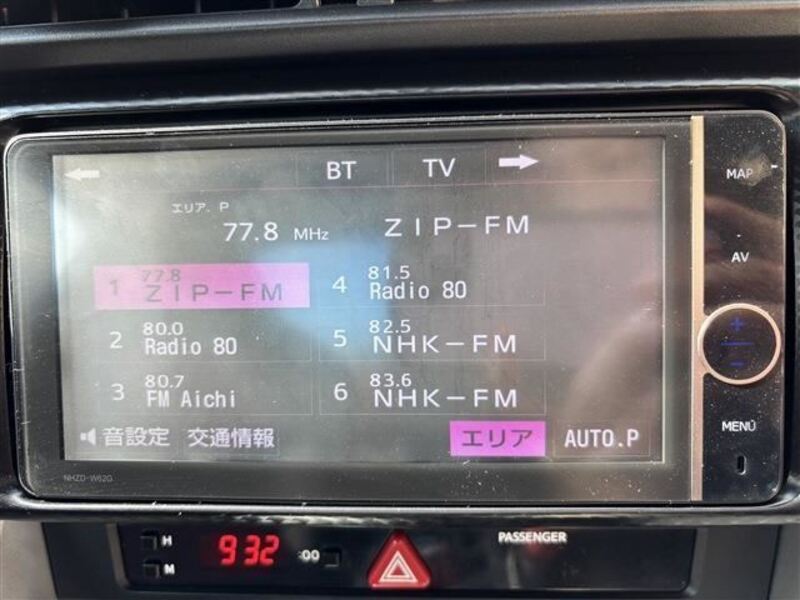 BT TV
エリア. P
77.8 MHz ZIP-FM
1 77.8 ZIP-FM
2 80.0 Radio 80
3 80.7 FM Aichi
4 81.5 Radio 80
5 82.5 NHK-FM
6 83.6 NHK-FM
音設定 交通情報 エリア AUTO.P
NHZD-W62G
MAP
AV
+
-
MENU
H
M
932
:00
PASSENGER